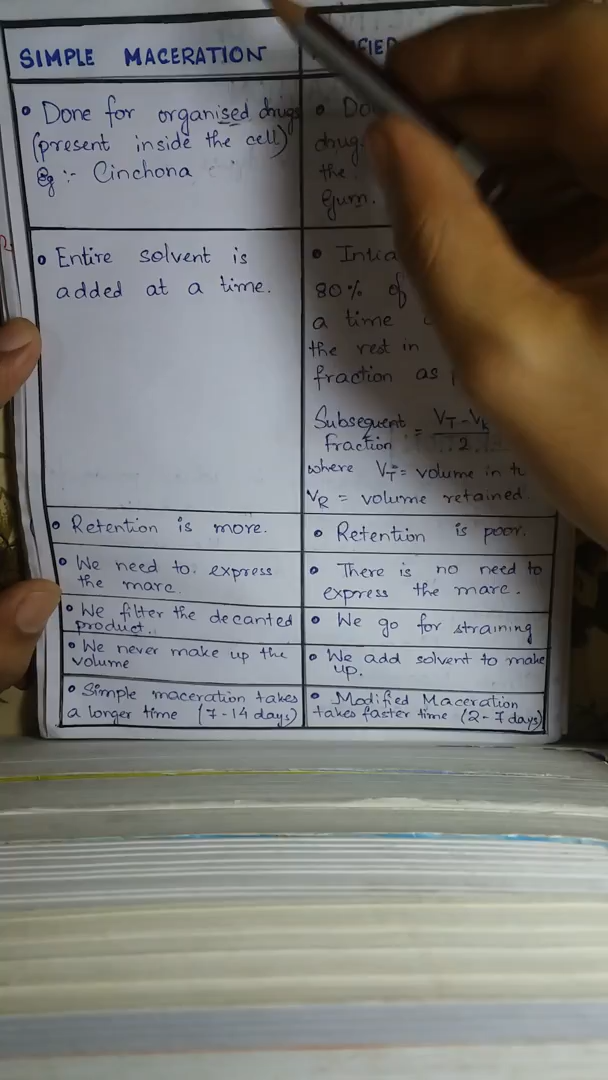 SIMPLE MACERATION
• Done for organised drugs
(present inside the cell)
Eg :- Cinchona
drug.
the
Gum.
• Entire solvent is
added at a time.
80% of
a time
the rest in
fraction as
Subsequent
fraction = VT - VR
2
where VT = volume in
VR = volume retained.
• Retention is more.
• Retention is poor.
• We need to express
the marc.
• There is no need to
express the marc.
• We filter the decanted
product.
• We go for straining
• We never make up the
volume
• We add solvent to make
up.
• Simple maceration takes
a longer time (7-14 days)
• Modified Maceration
takes faster time (2-7 days)